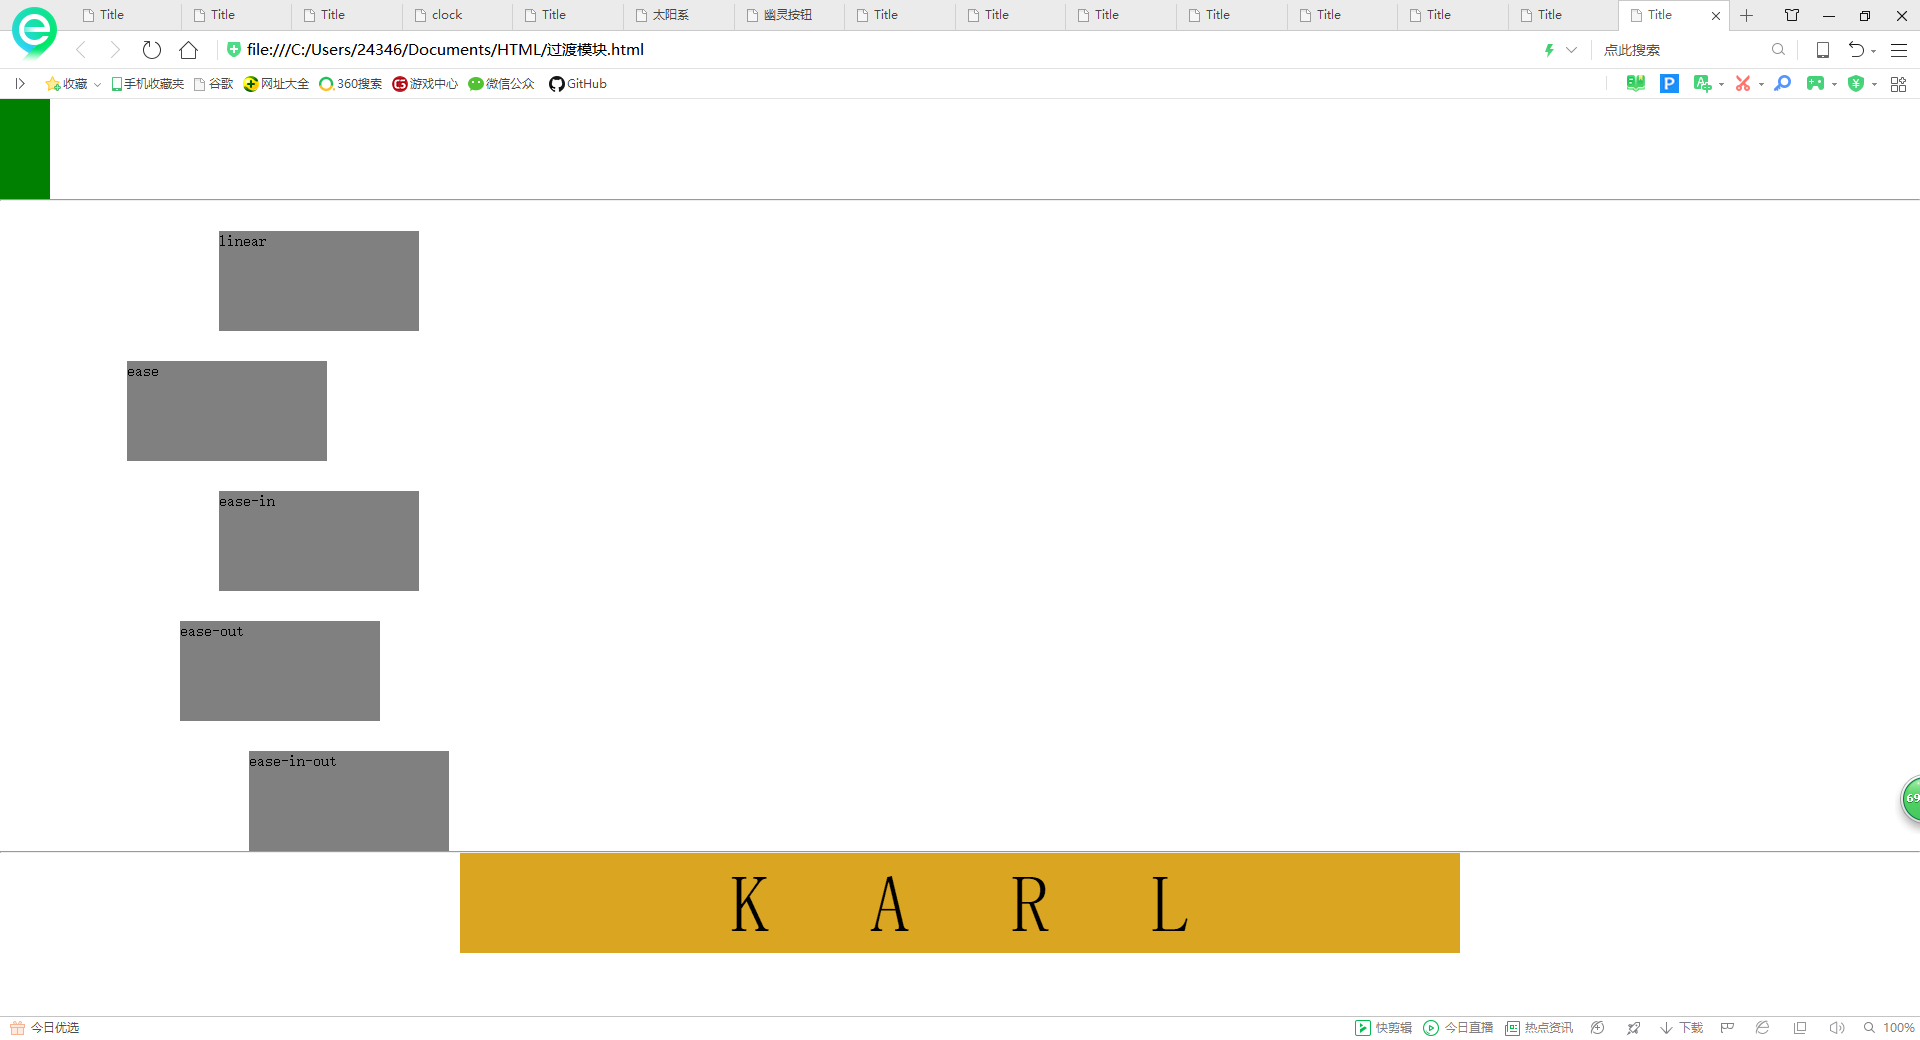 Title Title Title clock Title 太阳系 幽灵按钮 Title Title Title Title Title Title Title Title
file:///C:/Users/24346/Documents/HTML/过渡模块.html 点此搜索
收藏 手机收藏夹 谷歌 网址大全 360搜索 游戏中心 微信公众 GitHub
linear
ease
ease-in
ease-out
ease-in-out
69
K A R L
今日优选 快剪辑 今日直播 热点资讯 下载 100%